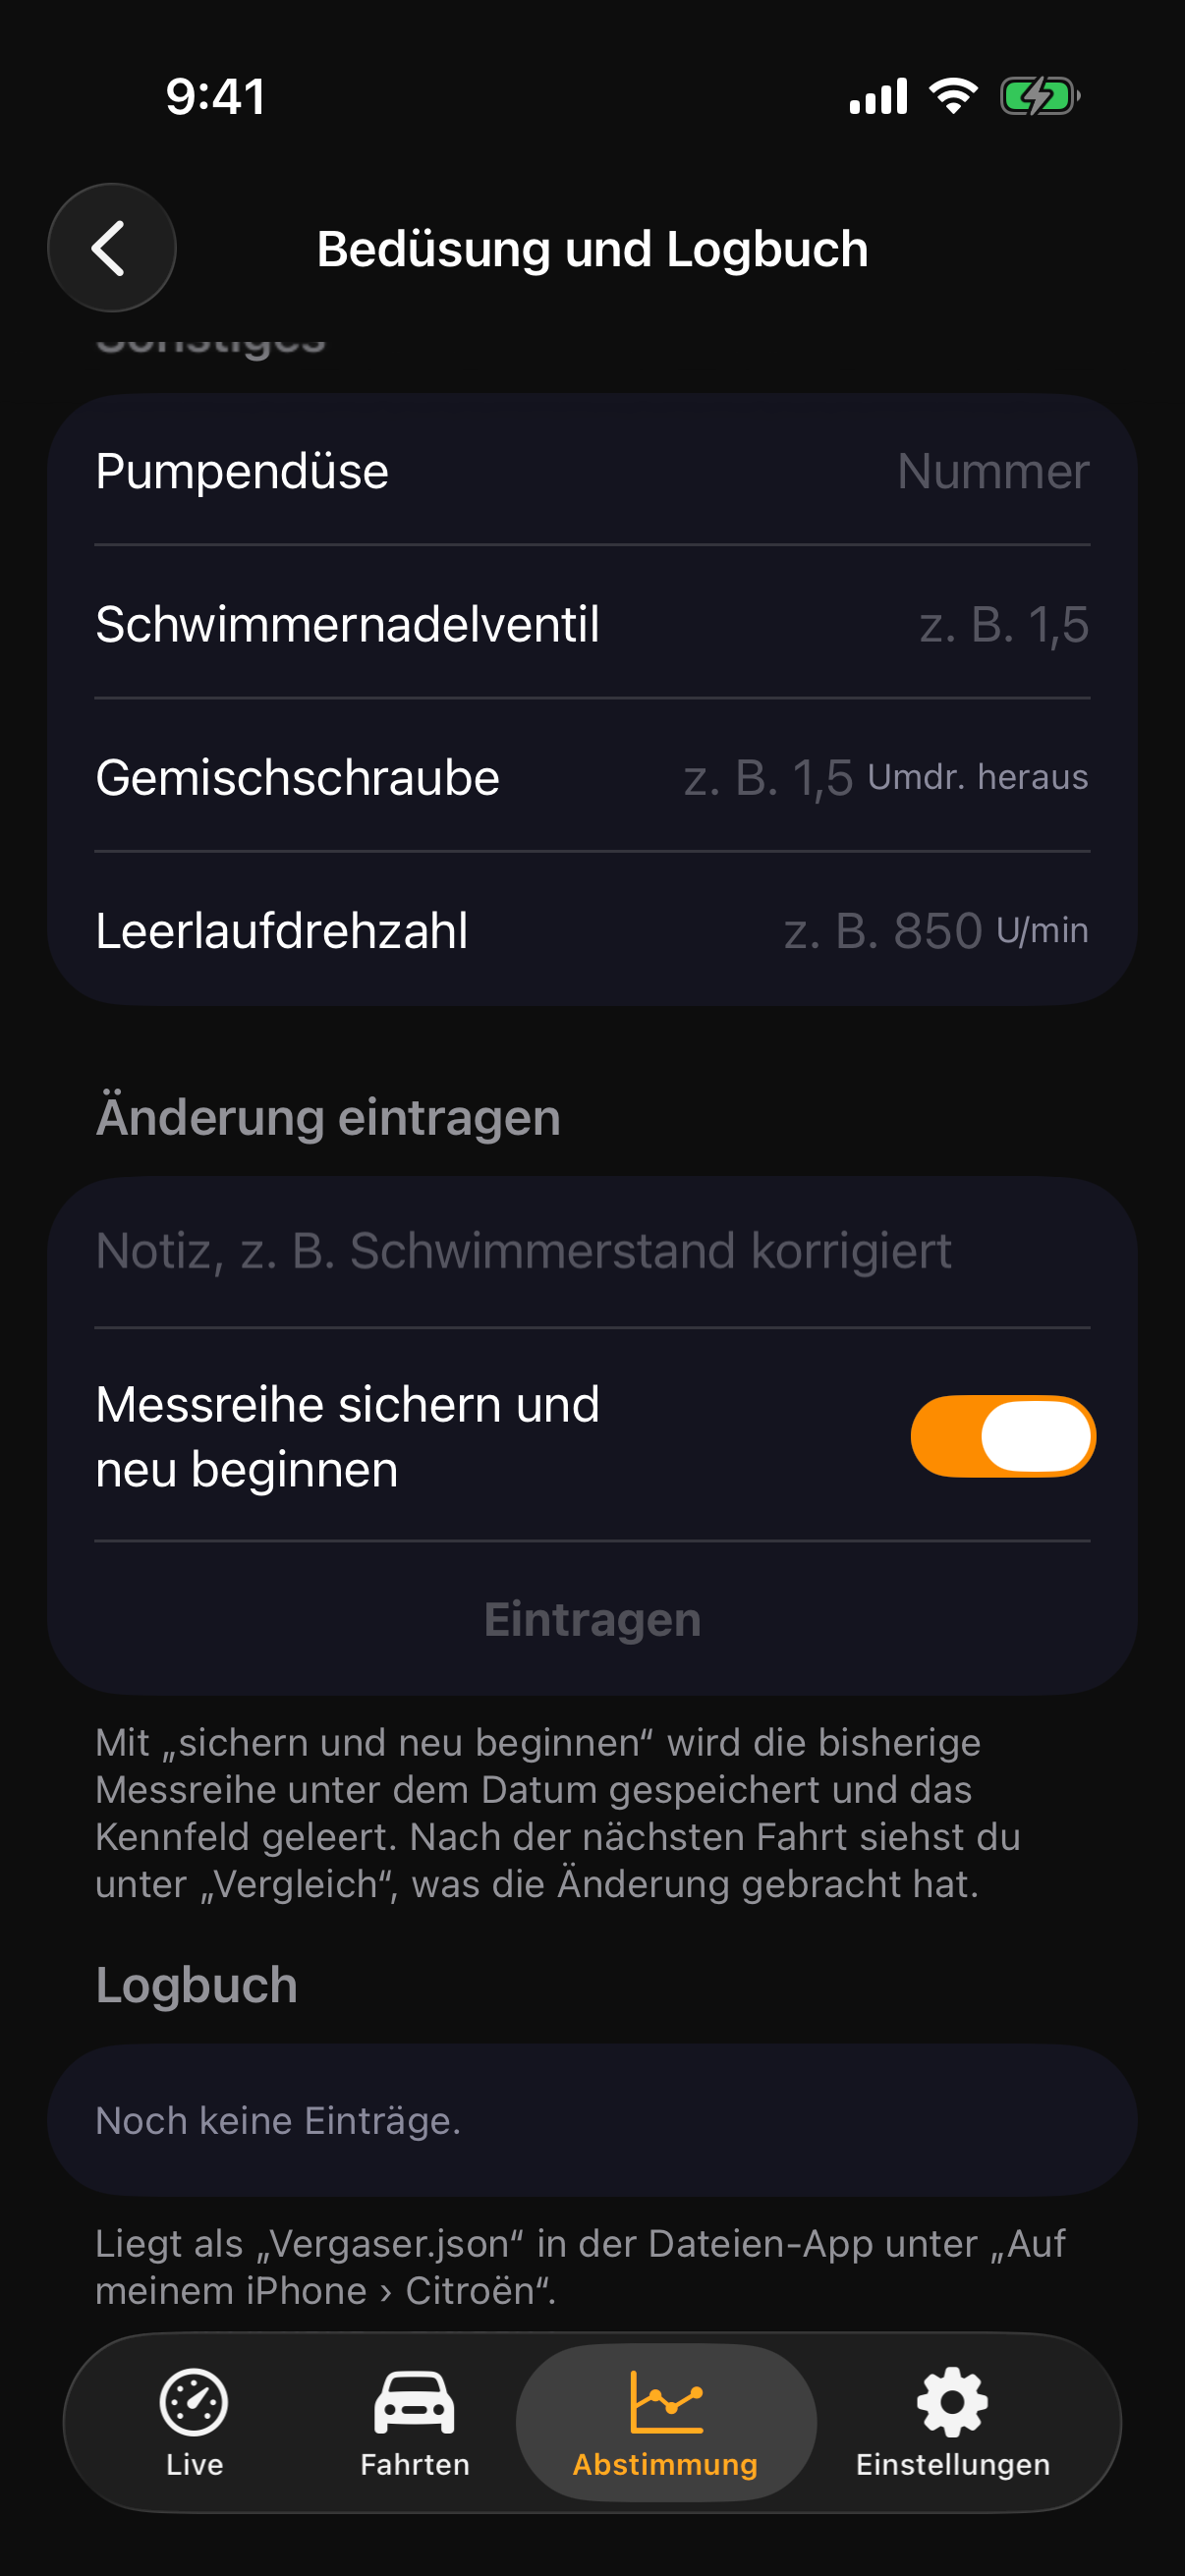 9:41
Bedüsung und Logbuch
Sonstiges
Pumpendüse Nummer
Schwimmernadelventil z. B. 1,5
Gemischschraube z. B. 1,5 Umdr. heraus
Leerlaufdrehzahl z. B. 850 U/min
Änderung eintragen
Notiz, z. B. Schwimmerstand korrigiert
Messreihe sichern und
neu beginnen
Eintragen
Mit „sichern und neu beginnen“ wird die bisherige
Messreihe unter dem Datum gespeichert und das
Kennfeld geleert. Nach der nächsten Fahrt siehst du
unter „Vergleich“, was die Änderung gebracht hat.
Logbuch
Noch keine Einträge.
Liegt als „Vergaser.json“ in der Dateien-App unter „Auf
meinem iPhone › Citroën“.
Live Fahrten Abstimmung Einstellungen